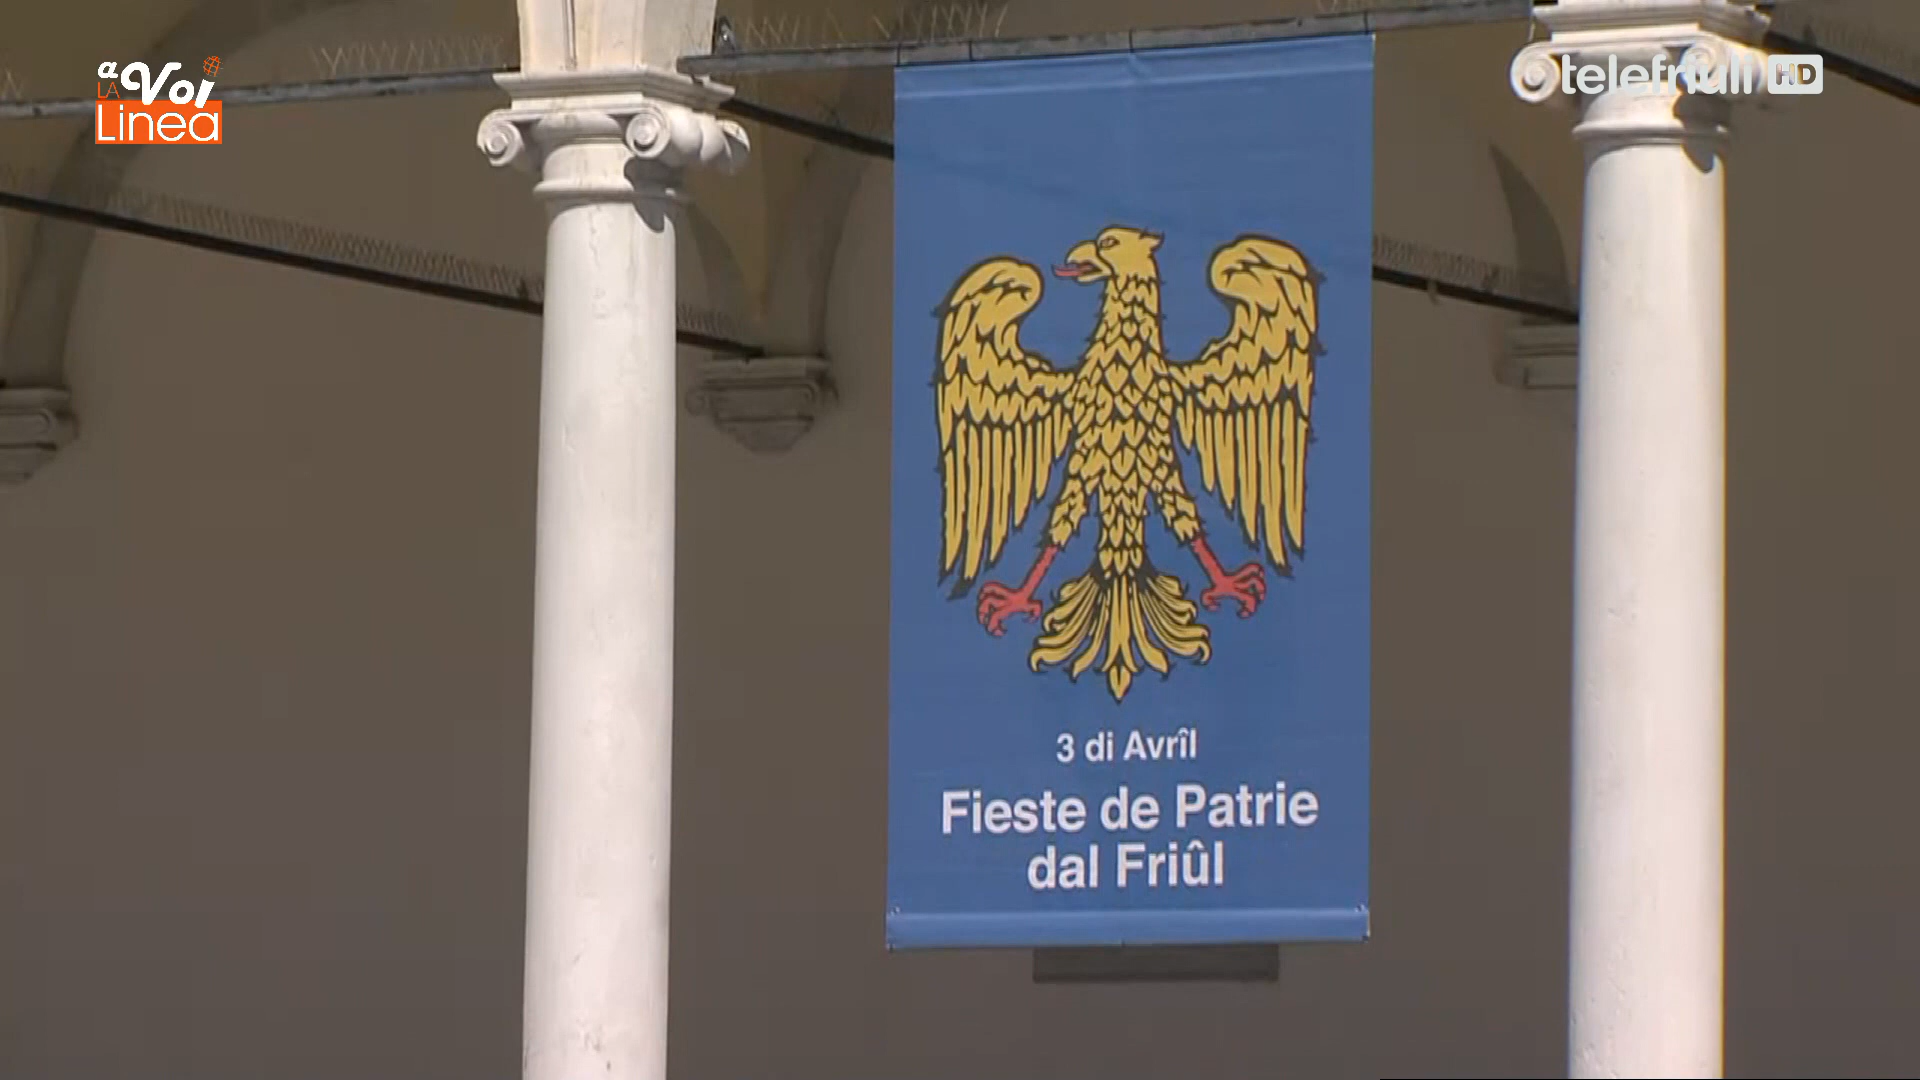 a Voi
LA
Linea
telefriuli HD
3 di Avrîl
Fieste de Patrie
dal Friûl